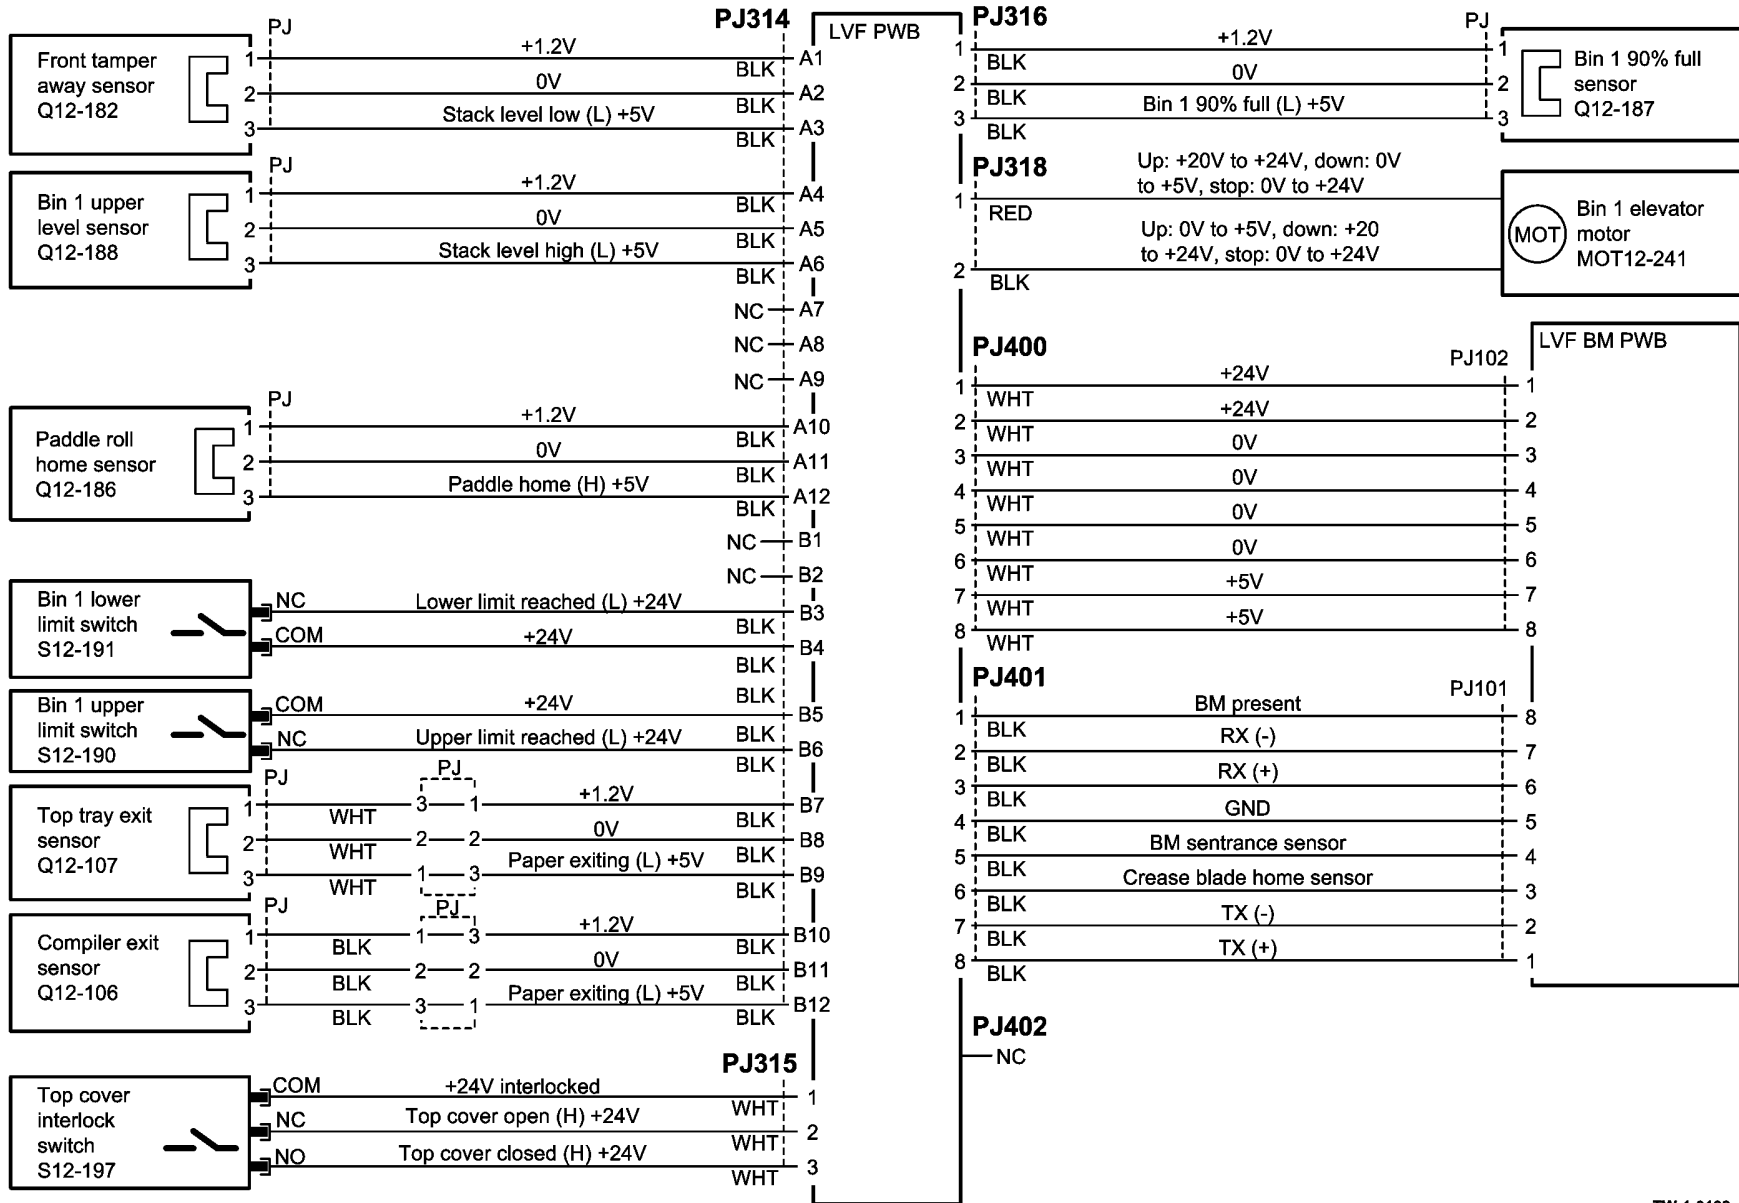 PJ314
LVF PWB
PJ
Front tamper
away sensor
Q12-182
1 +1.2V BLK A1
2 0V BLK A2
3 Stack level low (L) +5V BLK A3
PJ
Bin 1 upper
level sensor
Q12-188
1 +1.2V BLK A4
2 0V BLK A5
3 Stack level high (L) +5V BLK A6
NC A7
NC A8
NC A9
PJ
Paddle roll
home sensor
Q12-186
1 +1.2V BLK A10
2 0V BLK A11
3 Paddle home (H) +5V BLK A12
NC B1
NC B2
Bin 1 lower
limit switch
S12-191
NC Lower limit reached (L) +24V BLK B3
COM +24V BLK B4
Bin 1 upper
limit switch
S12-190
COM +24V BLK B5
NC Upper limit reached (L) +24V BLK B6
BLK
PJ
PJ
Top tray exit
sensor
Q12-107
1 WHT 3 1 +1.2V BLK B7
2 WHT 2 2 0V BLK B8
3 WHT 1 3 Paper exiting (L) +5V BLK B9
PJ
PJ
Compiler exit
sensor
Q12-106
1 BLK 1 3 +1.2V BLK B10
2 BLK 2 2 0V BLK B11
3 BLK 3 1 Paper exiting (L) +5V BLK B12
PJ315
Top cover
interlock
switch
S12-197
COM +24V interlocked WHT 1
NC Top cover open (H) +24V WHT 2
NO Top cover closed (H) +24V WHT 3
PJ316
PJ
1 BLK +1.2V 1
2 BLK 0V 2
3 BLK Bin 1 90% full (L) +5V 3
Bin 1 90% full
sensor
Q12-187
PJ318
Up: +20V to +24V, down: 0V
to +5V, stop: 0V to +24V
1 RED
Up: 0V to +5V, down: +20
to +24V, stop: 0V to +24V
2 BLK
MOT
Bin 1 elevator
motor
MOT12-241
PJ400
PJ102
LVF BM PWB
1 WHT +24V 1
2 WHT +24V 2
3 WHT 0V 3
4 WHT 0V 4
5 WHT 0V 5
6 WHT 0V 6
7 WHT +5V 7
8 WHT +5V 8
PJ401
PJ101
1 BLK BM present 8
2 BLK RX (-) 7
3 BLK RX (+) 6
4 BLK GND 5
5 BLK BM sentrance sensor 4
6 BLK Crease blade home sensor 3
7 BLK TX (-) 2
8 BLK TX (+) 1
PJ402
NC